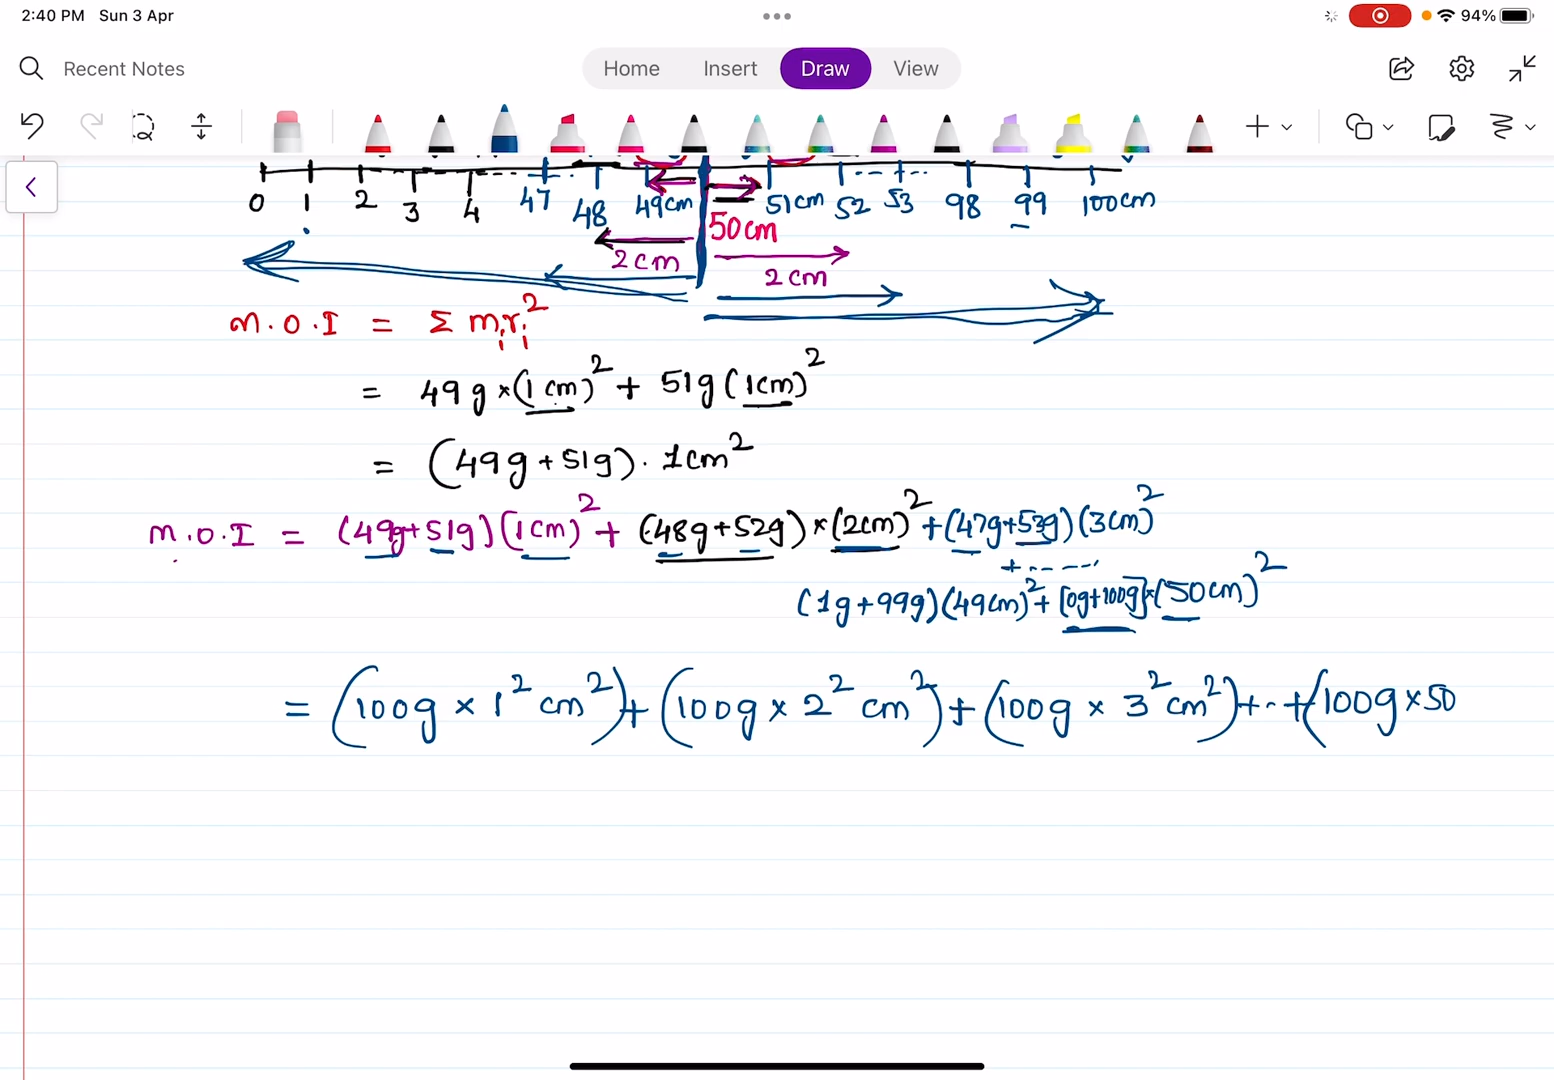 2:40 PM Sun 3 Apr 94%
Recent Notes Home Insert Draw View
0 1 2 3 4 47 48 49cm 51cm 52 53 98 99 100cm
50cm
2cm 2cm
M.O.I = Σ mᵢrᵢ²
= 49g×(1cm)² + 51g(1cm)²
= (49g+51g). 1cm²
M.O.I = (49g+51g)(1cm)² + (48g+52g)×(2cm)² + (47g+53g)(3cm)²
+-----
(1g+99g)(49cm)² + [0g+100g]×(50cm)²
= (100g × 1² cm²) + (100g × 2² cm²) + (100g × 3² cm²) +..+ (100g×50